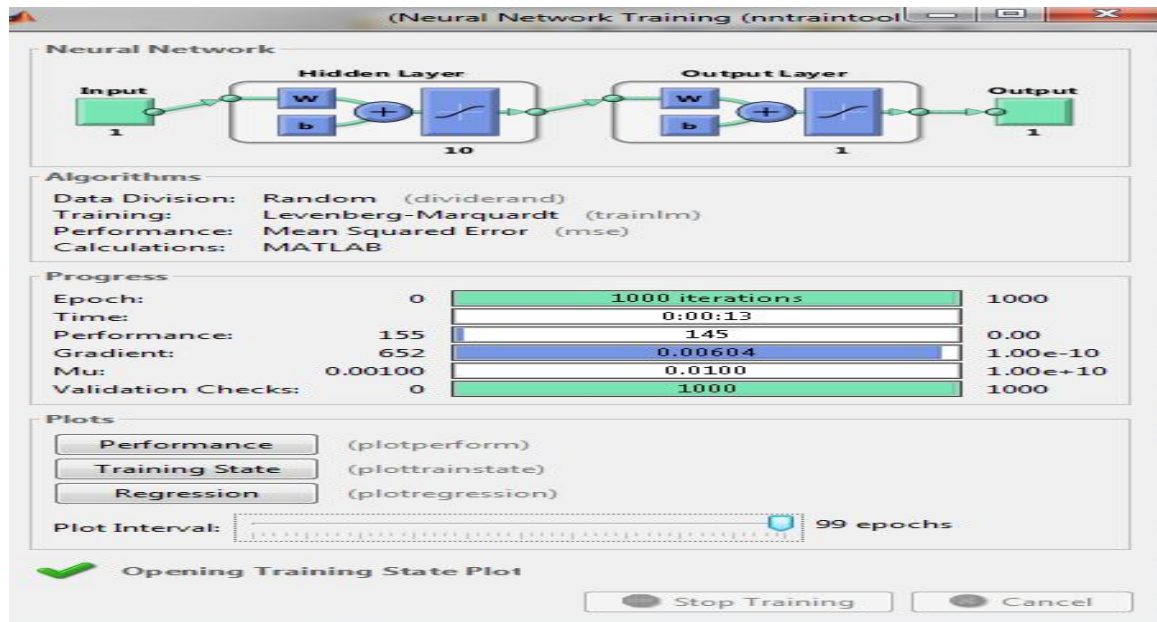 (Neural Network Training (nntraintool
Neural Network
Hidden Layer
Output Layer
Input
Output
W
b
W
b
1
10
1
1
Algorithms
Data Division: Random (dividerand)
Training: Levenberg-Marquardt (trainlm)
Performance: Mean Squared Error (mse)
Calculations: MATLAB
Progress
Epoch: 0 1000 iterations 1000
Time: 0:00:13
Performance: 155 145 0.00
Gradient: 652 0.00604 1.00e-10
Mu: 0.00100 0.0100 1.00e+10
Validation Checks: 0 1000 1000
Plots
Performance (plotperform)
Training State (plottrainstate)
Regression (plotregression)
Plot Interval: 99 epochs
Opening Training State Plot
Stop Training Cancel